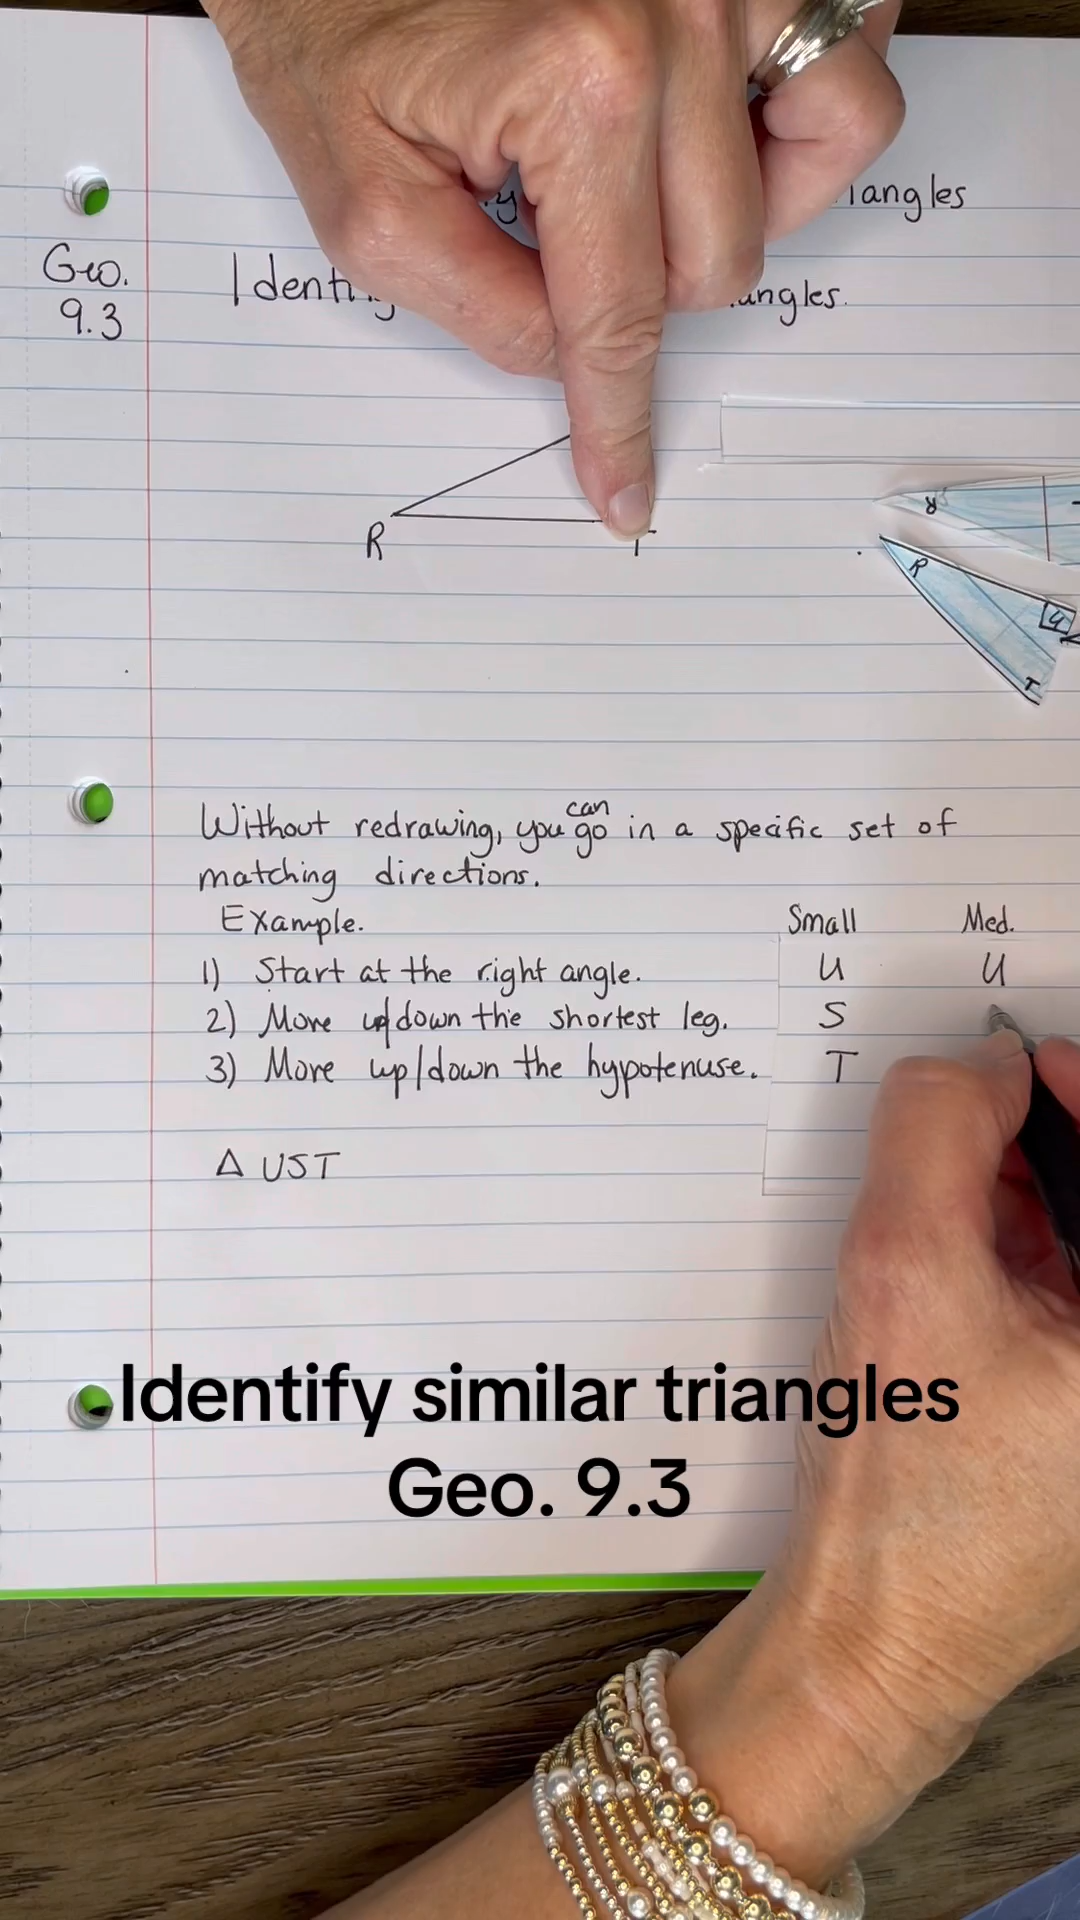 iangles
Geo.
9.3
Identify
angles.
R
T
R
R
U
T
Without redrawing, you can go in a specific set of
matching directions.
Example.
Small Med.
1) Start at the right angle. U U
2) Move up/down the shortest leg. S
3) Move up/down the hypotenuse. T
Δ UST
Identify similar triangles
Geo. 9.3